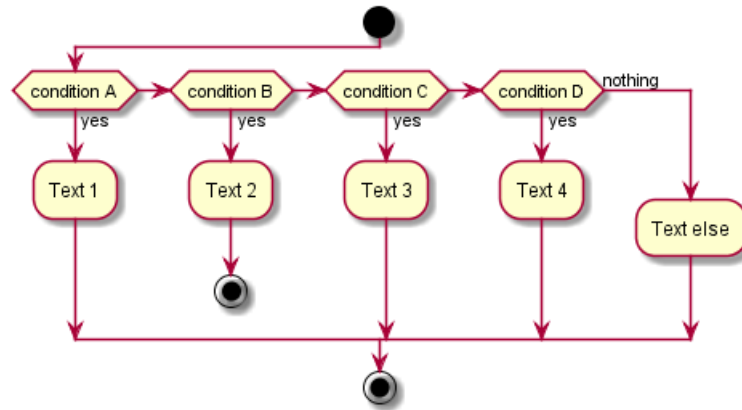 condition A
condition B
condition C
condition D
nothing
yes
yes
yes
yes
Text 1
Text 2
Text 3
Text 4
Text else